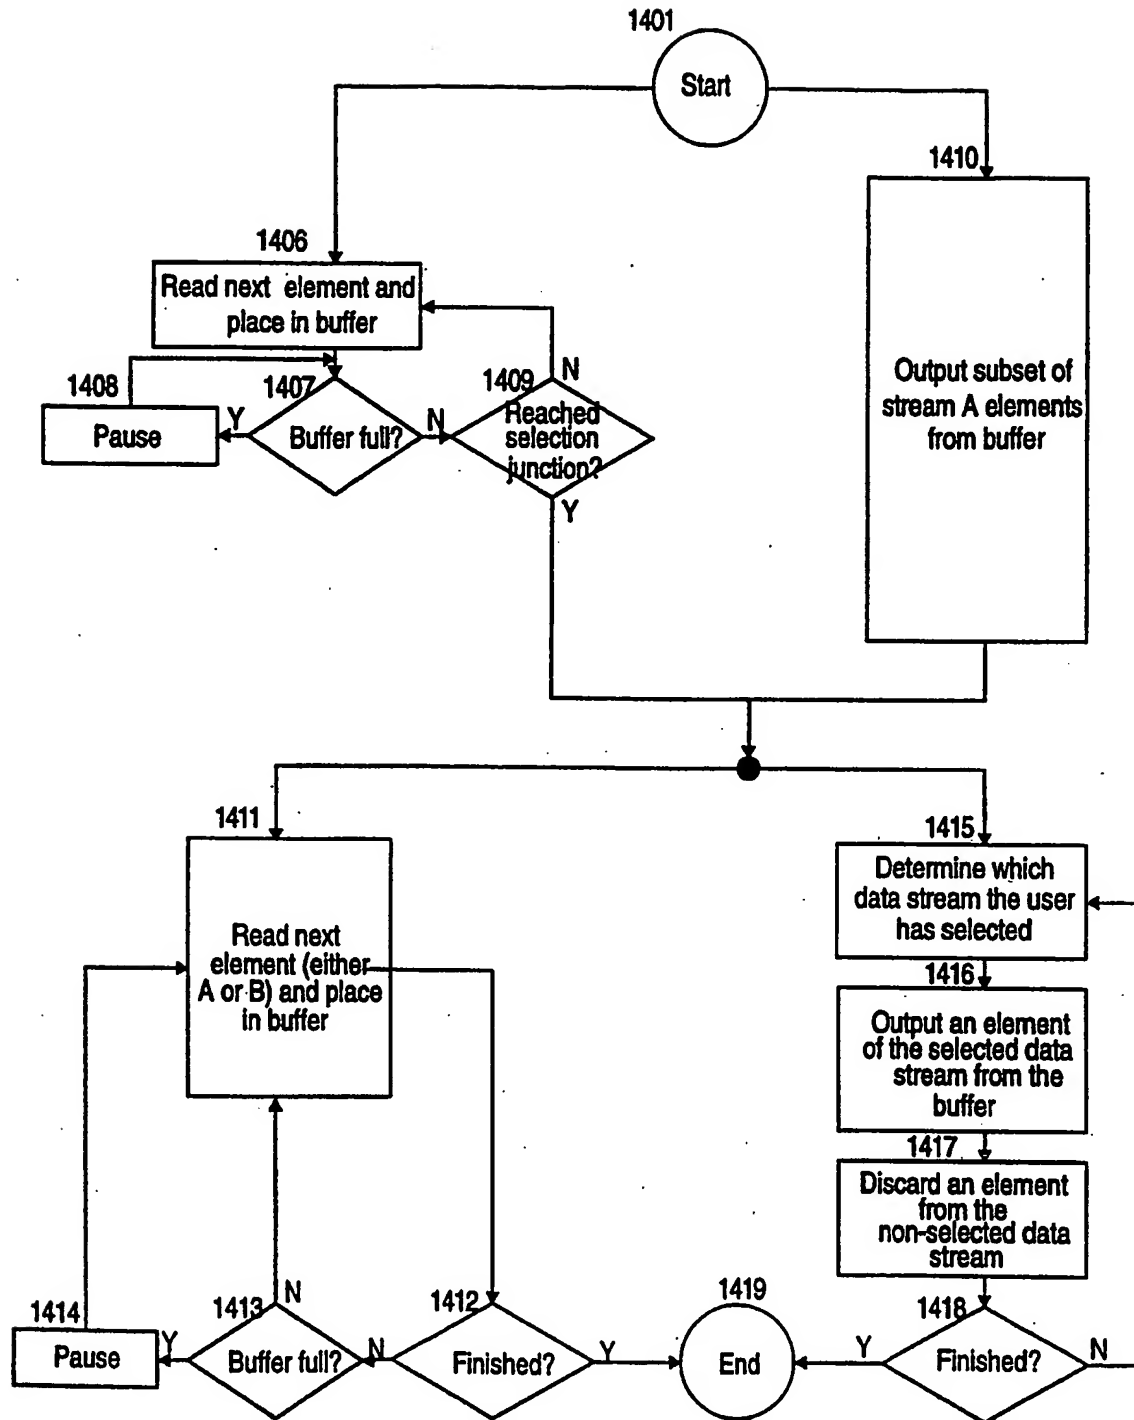 1401
Start
1410
1406
Read next element and
place in buffer
Output subset of
stream A elements
from buffer
1408
1407
1409
N
Pause
Y
Buffer full?
N
Reached
selection
junction?
Y
1411
1415
Read next
element (either
A or B) and place
in buffer
Determine which
data stream the user
has selected
1416
Output an element
of the selected data
stream from the
buffer
1417
Discard an element
from the
non-selected data
stream
1414
1413
N
1412
1419
1418
Pause
Y
Buffer full?
N
Finished?
Y
End
Y
Finished?
N